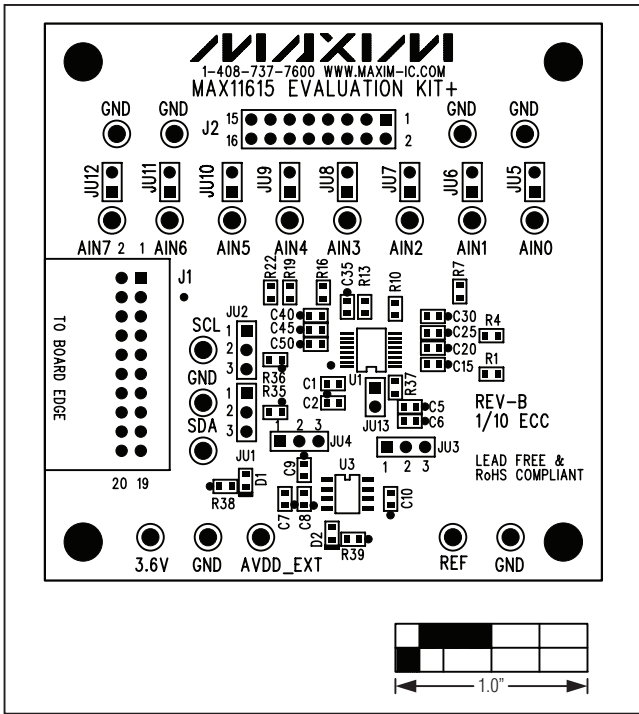 MAXIM
1-408-737-7600 WWW.MAXIM-IC.COM
MAX11615 EVALUATION KIT+
GND GND GND GND
J2 15 16 1 2
JU12 JU11 JU10 JU9 JU8 JU7 JU6 JU5
AIN7 AIN6 AIN5 AIN4 AIN3 AIN2 AIN1 AIN0
2 1
J1
TO BOARD EDGE
20 19
R22 R19 R16 C35 R13 R10 R7
C40
C45
C50
C30
C25
C20
C15
R4
R1
SCL
GND
SDA
JU2
1
2
3
1
2
3
JU1
R36
R35
U1
C1
C2
R37
JU13
C5
C6
REV-B
1/10 ECC
1 2 3
JU4
1 2 3
JU3
LEAD FREE &
RoHS COMPLIANT
D1
R38
C9
U3
C7
C8
C10
D2
R39
3.6V GND AVDD_EXT REF GND
1.0"